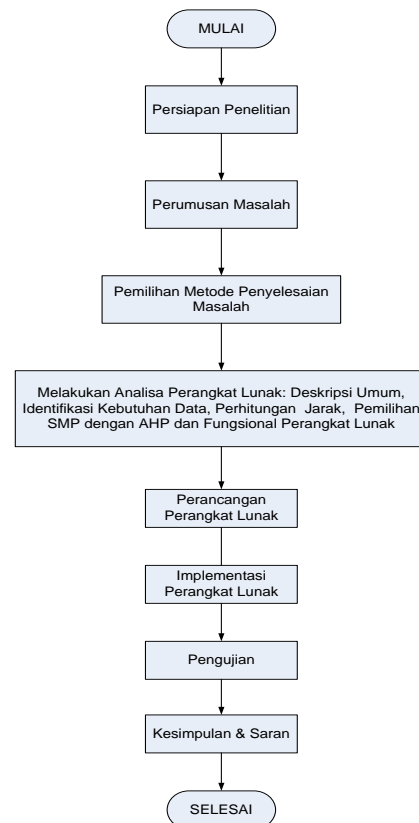 MULAI
Persiapan Penelitian
Perumusan Masalah
Pemilihan Metode Penyelesaian
Masalah
Melakukan Analisa Perangkat Lunak: Deskripsi Umum,
Identifikasi Kebutuhan Data, Perhitungan Jarak, Pemilihan
SMP dengan AHP dan Fungsional Perangkat Lunak
Perancangan
Perangkat Lunak
Implementasi
Perangkat Lunak
Pengujian
Kesimpulan & Saran
SELESAI